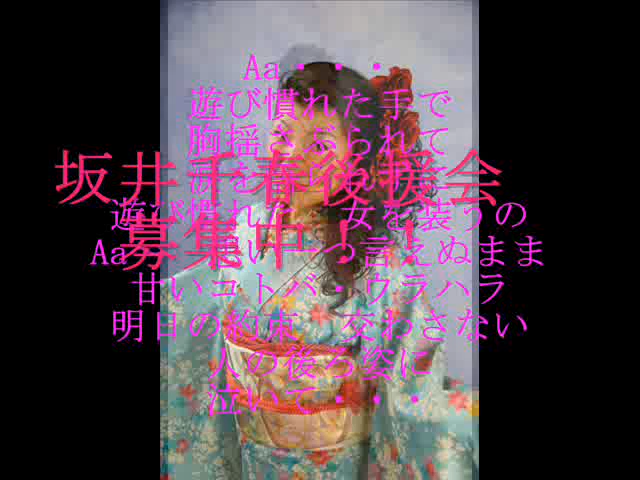 Aa・・・
遊び慣れた手で
胸揺さぶられて
坂井千春後援会
遊び慣れた 女を装うの
募集中！！
Aa 言えぬまま
甘いコトバ・ウラハラ
明日の約束 交わさない
人の後ろ姿に
泣いて・・・